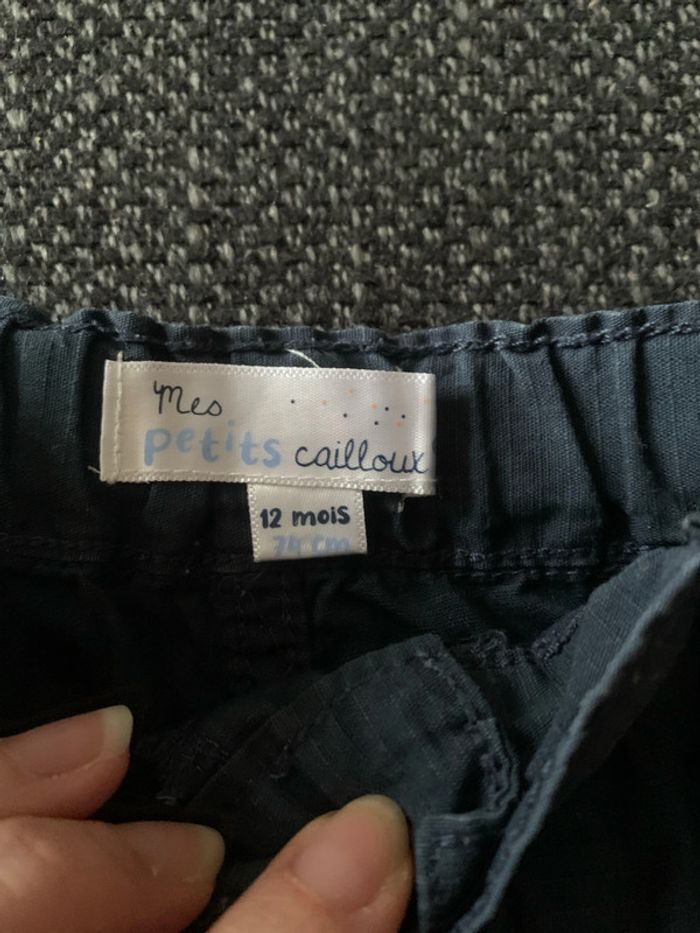 Mes
petits cailloux
12 mois
74 cm